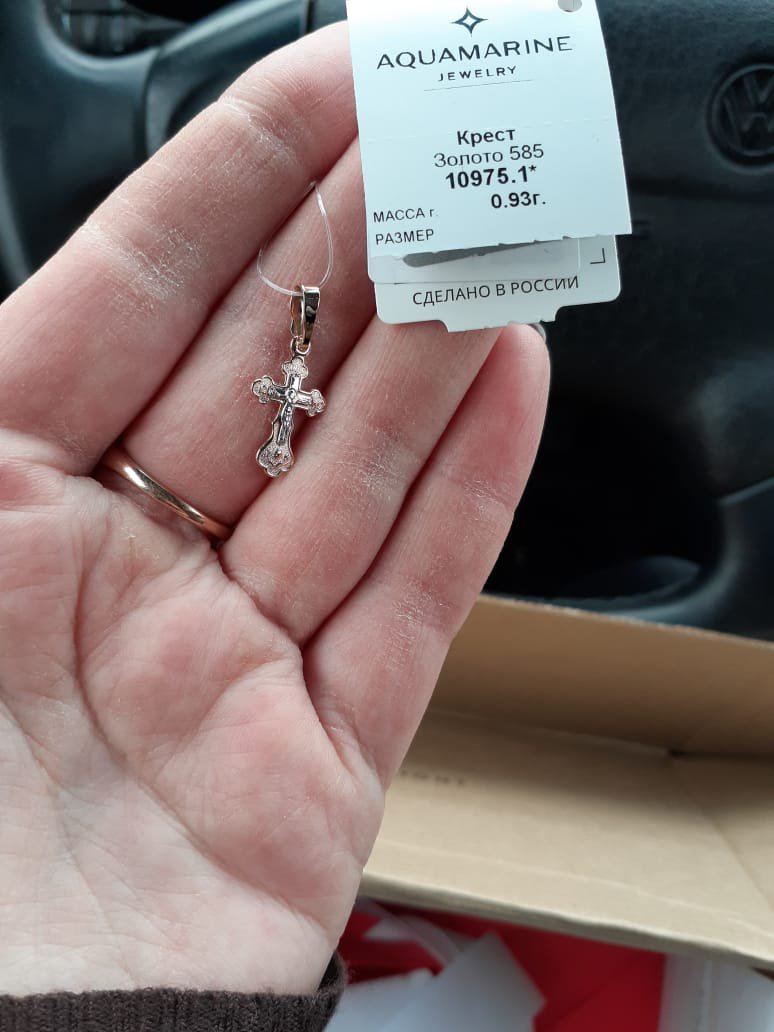 AQUAMARINE
JEWELRY
Крест
Золото 585
10975.1*
МАССА г. 0.93г.
РАЗМЕР
СДЕЛАНО В РОССИИ